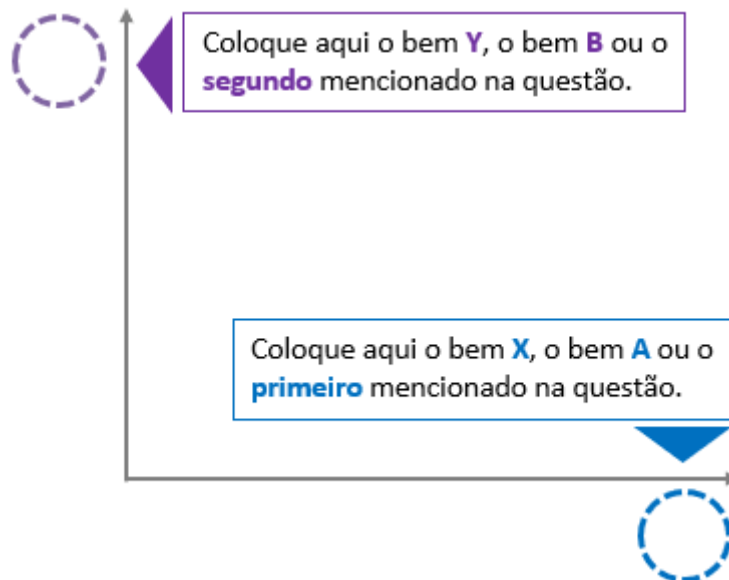 Coloque aqui o bem Y, o bem B ou o
segundo mencionado na questão.
Coloque aqui o bem X, o bem A ou o
primeiro mencionado na questão.